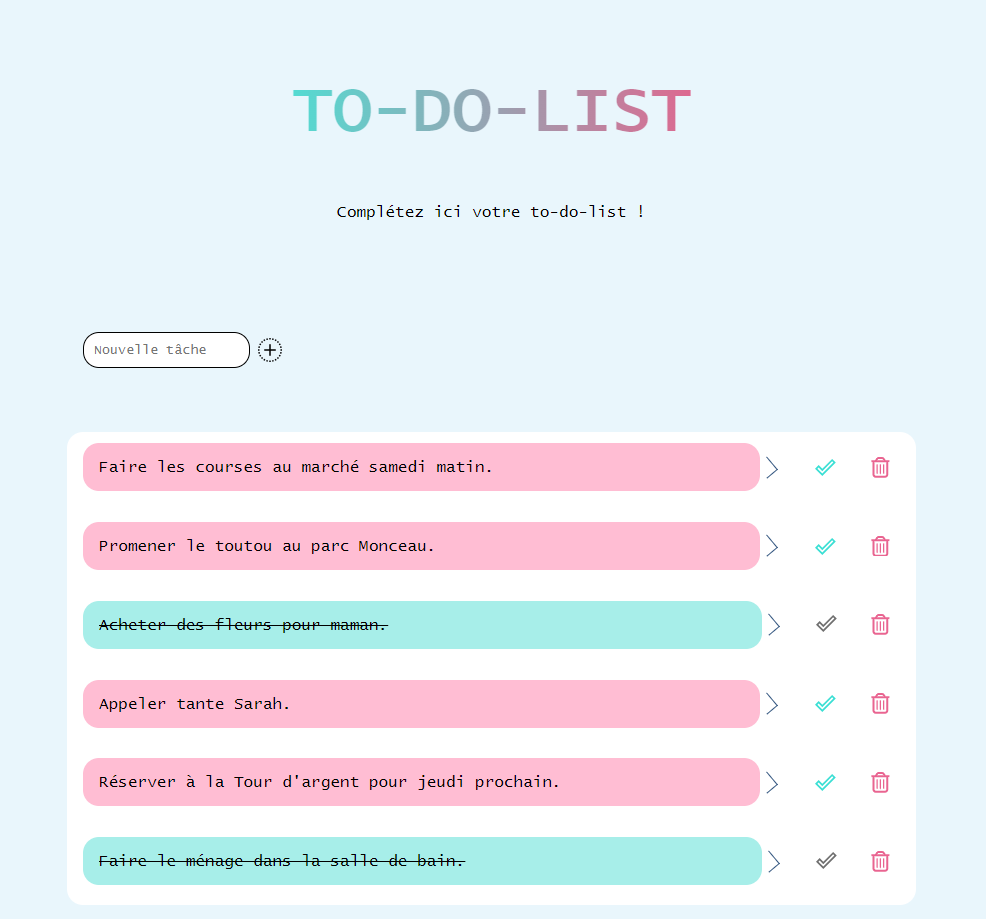 TO-DO-LIST
Complétez ici votre to-do-list !
Nouvelle tâche
Faire les courses au marché samedi matin.
Promener le toutou au parc Monceau.
Acheter des fleurs pour maman.
Appeler tante Sarah.
Réserver à la Tour d'argent pour jeudi prochain.
Faire le ménage dans la salle de bain.